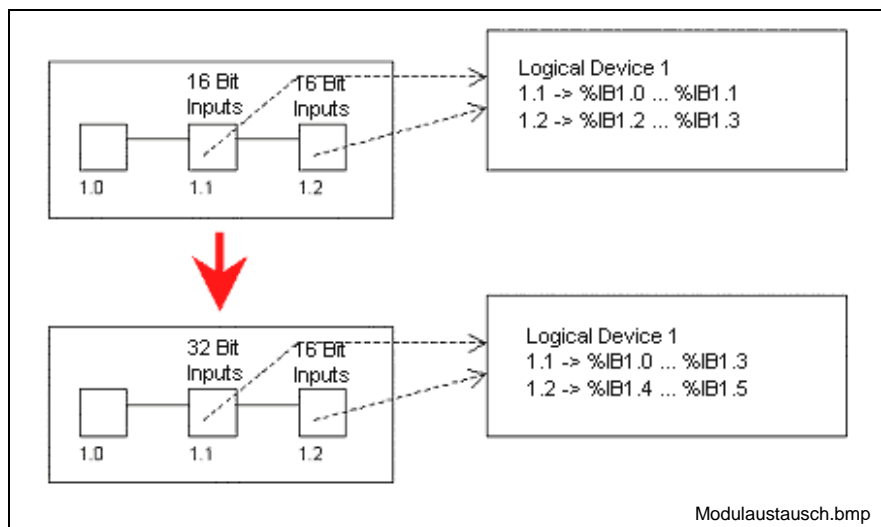 16 Bit Inputs
16 Bit Inputs
1.0
1.1
1.2
Logical Device 1
1.1 -> %IB1.0 ... %IB1.1
1.2 -> %IB1.2 ... %IB1.3
32 Bit Inputs
16 Bit Inputs
1.0
1.1
1.2
Logical Device 1
1.1 -> %IB1.0 ... %IB1.3
1.2 -> %IB1.4 ... %IB1.5
Modulaustausch.bmp